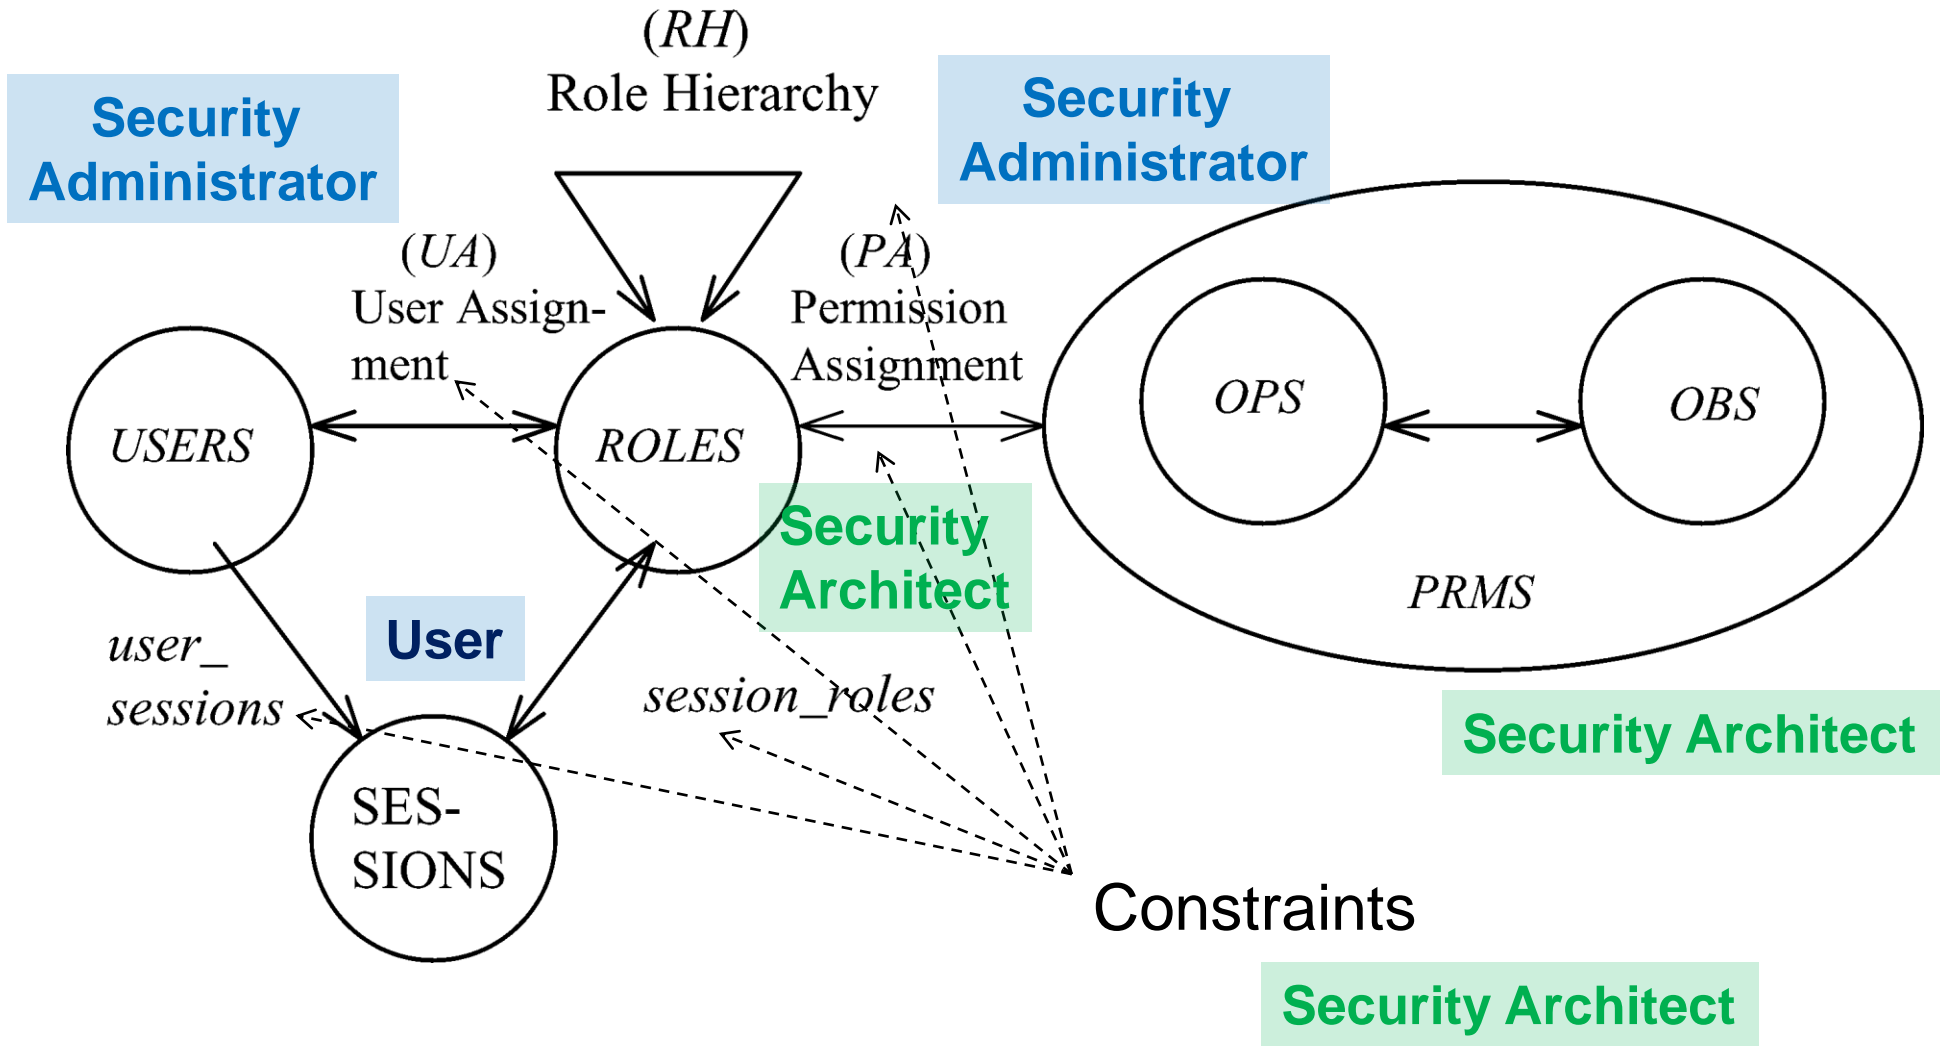 (RH)
Role Hierarchy
Security
Administrator
Security
Administrator
(UA)
User Assign-
ment
(PA)
Permission
Assignment
USERS
ROLES
OPS
OBS
PRMS
Security
Architect
User
user_
sessions
session_roles
Security Architect
SES-
SIONS
Constraints
Security Architect